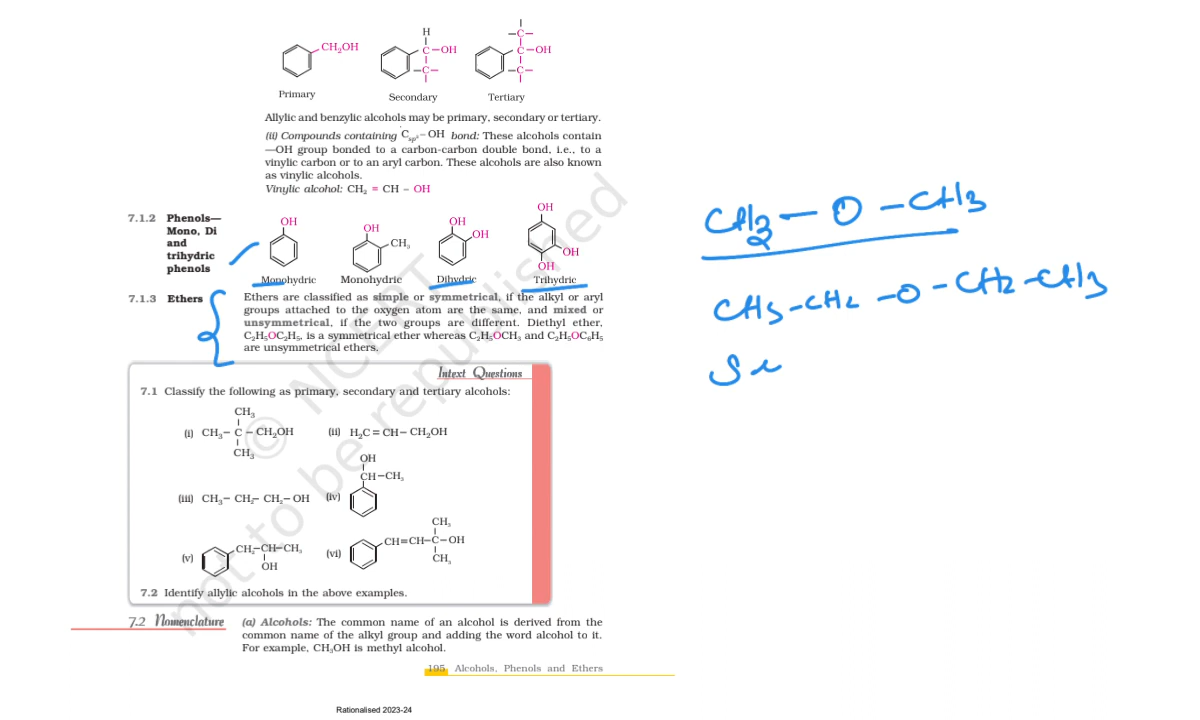 CH₂OH
H
C–OH
–C–
–C–
C–OH
–C–
Primary Secondary Tertiary
Allylic and benzylic alcohols may be primary, secondary or tertiary.
(ii) Compounds containing Csp²–OH bond: These alcohols contain
—OH group bonded to a carbon-carbon double bond, i.e., to a
vinylic carbon or to an aryl carbon. These alcohols are also known
as vinylic alcohols.
Vinylic alcohol: CH₂ = CH – OH
7.1.2 Phenols—
Mono, Di
and
trihydric
phenols
OH
OH
CH₃
OH
OH
OH
OH
OH
Monohydric Monohydric Dihydric Trihydric
7.1.3 Ethers
Ethers are classified as simple or symmetrical, if the alkyl or aryl
groups attached to the oxygen atom are the same, and mixed or
unsymmetrical, if the two groups are different. Diethyl ether,
C₂H₅OC₂H₅, is a symmetrical ether whereas C₂H₅OCH₃ and C₂H₅OC₆H₅
are unsymmetrical ethers.
Intext Questions
7.1 Classify the following as primary, secondary and tertiary alcohols:
CH₃
(i) CH₃– C – CH₂OH (ii) H₂C = CH– CH₂OH
CH₃
OH
CH–CH₃
(iii) CH₃– CH₂– CH₂– OH (iv)
CH₃
(v) CH₂–CH–CH₃ (vi) CH=CH–C–OH
OH CH₃
7.2 Identify allylic alcohols in the above examples.
7.2 Nomenclature
(a) Alcohols: The common name of an alcohol is derived from the
common name of the alkyl group and adding the word alcohol to it.
For example, CH₃OH is methyl alcohol.
195 Alcohols, Phenols and Ethers
Rationalised 2023-24
© NCERT
not to be republished
CH₃ – O – CH₃
CH₃–CH₂ –O– CH₂–CH₃